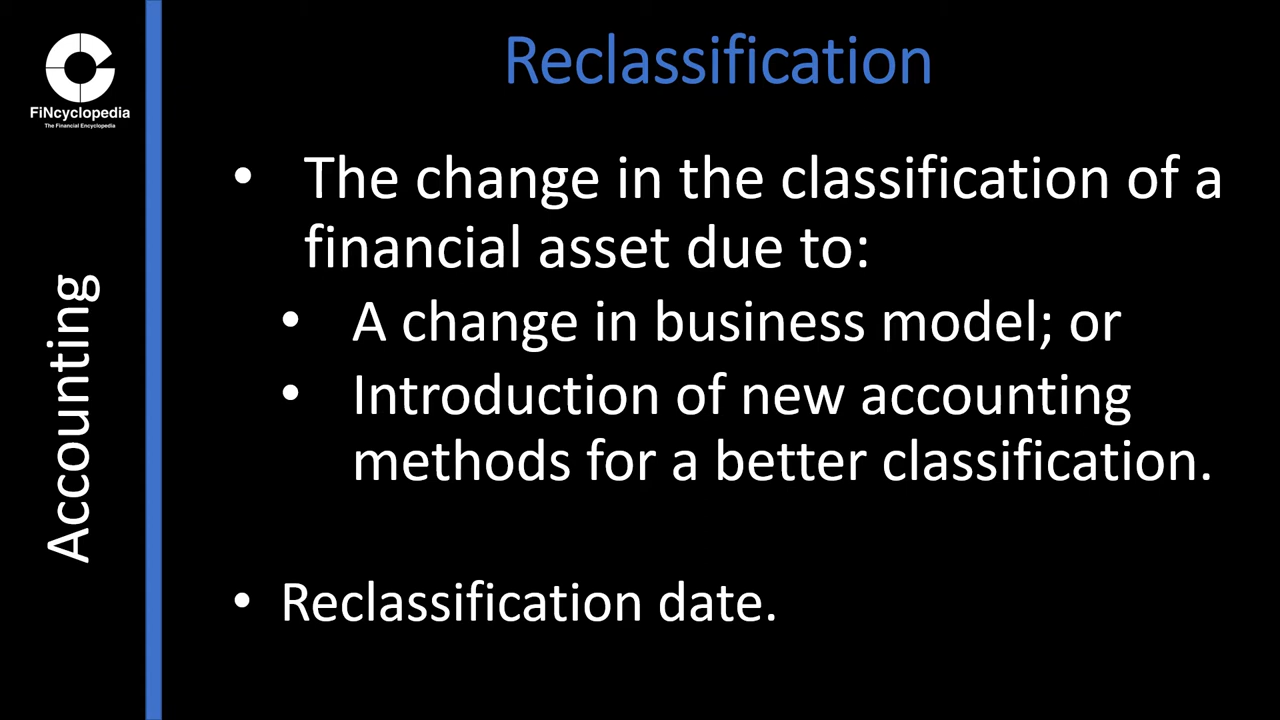 FiNcyclopedia
The Financial Encyclopedia
Accounting
Reclassification
• The change in the classification of a
financial asset due to:
• A change in business model; or
• Introduction of new accounting
methods for a better classification.
• Reclassification date.